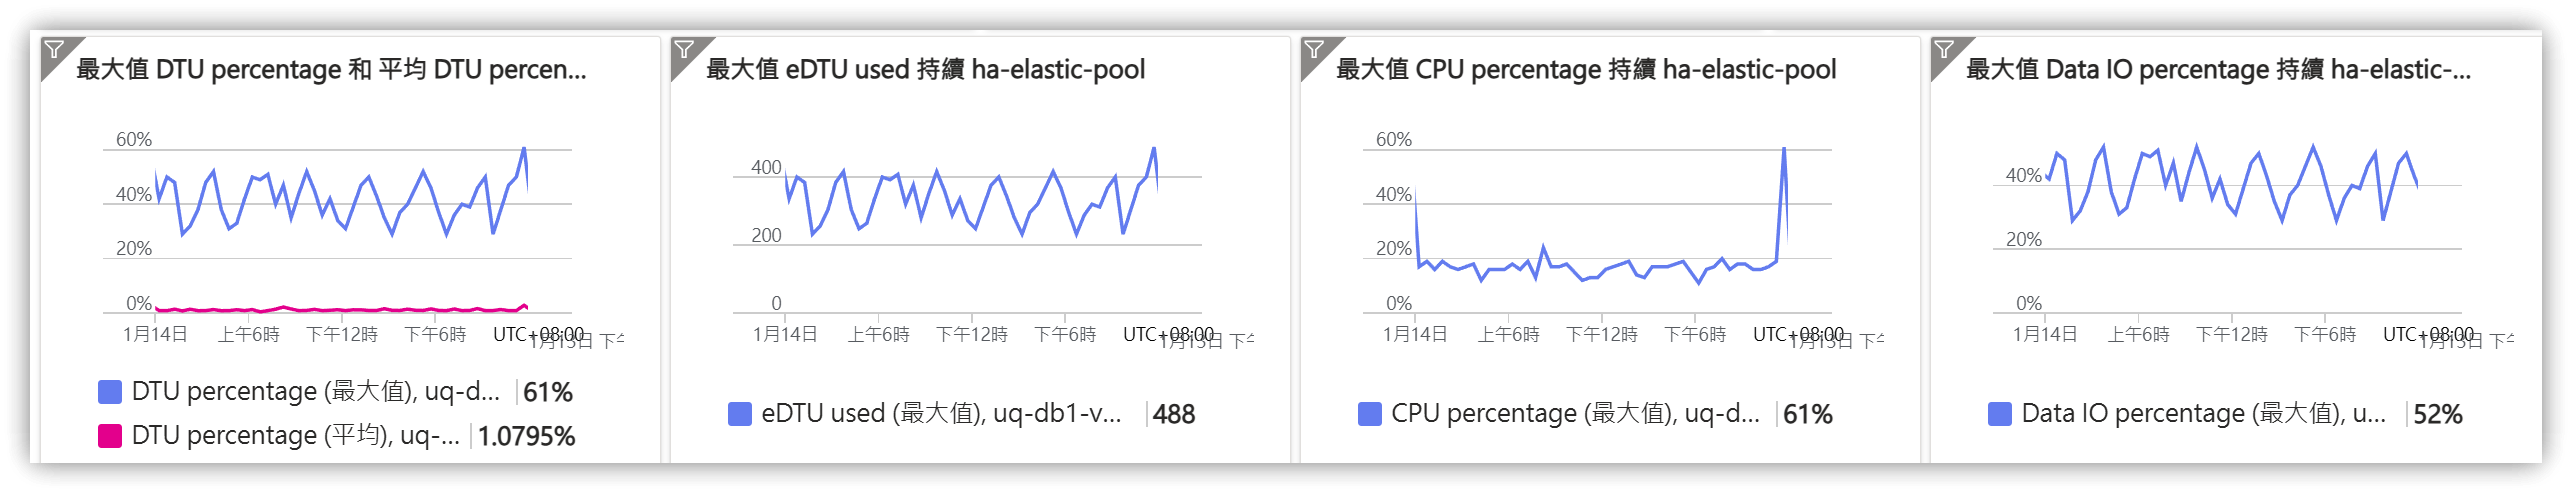 最大值 DTU percentage 和 平均 DTU percen...
60%
40%
20%
0%
1月14日 上午6時 下午12時 下午6時 UTC+08:00
1月15日 下午
DTU percentage (最大值), uq-d... 61%
DTU percentage (平均), uq-... 1.0795%
最大值 eDTU used 持續 ha-elastic-pool
400
200
0
1月14日 上午6時 下午12時 下午6時 UTC+08:00
1月15日 下午
eDTU used (最大值), uq-db1-v... 488
最大值 CPU percentage 持續 ha-elastic-pool
60%
40%
20%
0%
1月14日 上午6時 下午12時 下午6時 UTC+08:00
1月15日 下午
CPU percentage (最大值), uq-d... 61%
最大值 Data IO percentage 持續 ha-elastic-...
40%
20%
0%
1月14日 上午6時 下午12時 下午6時 UTC+08:00
1月15日 下午
Data IO percentage (最大值), u... 52%